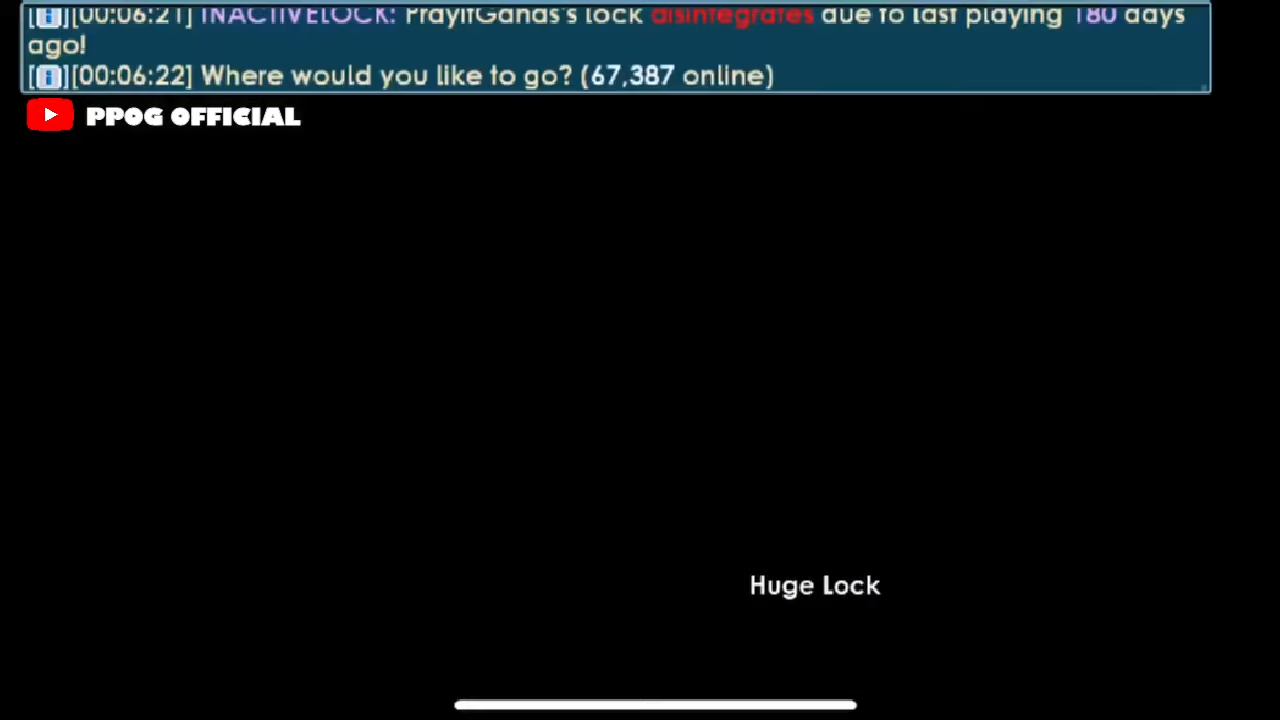 [i][00:06:21] INACTIVELOCK: PrayitGanas's lock disintegrates due to last playing 180 days
ago!
[i][00:06:22] Where would you like to go? (67,387 online)
PPOG OFFICIAL
Huge Lock